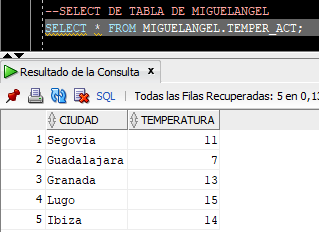 --SELECT DE TABLA DE MIGUELANGEL
SELECT * FROM MIGUELANGEL.TEMPER_ACT;
Resultado de la Consulta x
SQL | Todas las Filas Recuperadas: 5 en 0,13
CIUDAD TEMPERATURA
1 Segovia 11
2 Guadalajara 7
3 Granada 13
4 Lugo 15
5 Ibiza 14